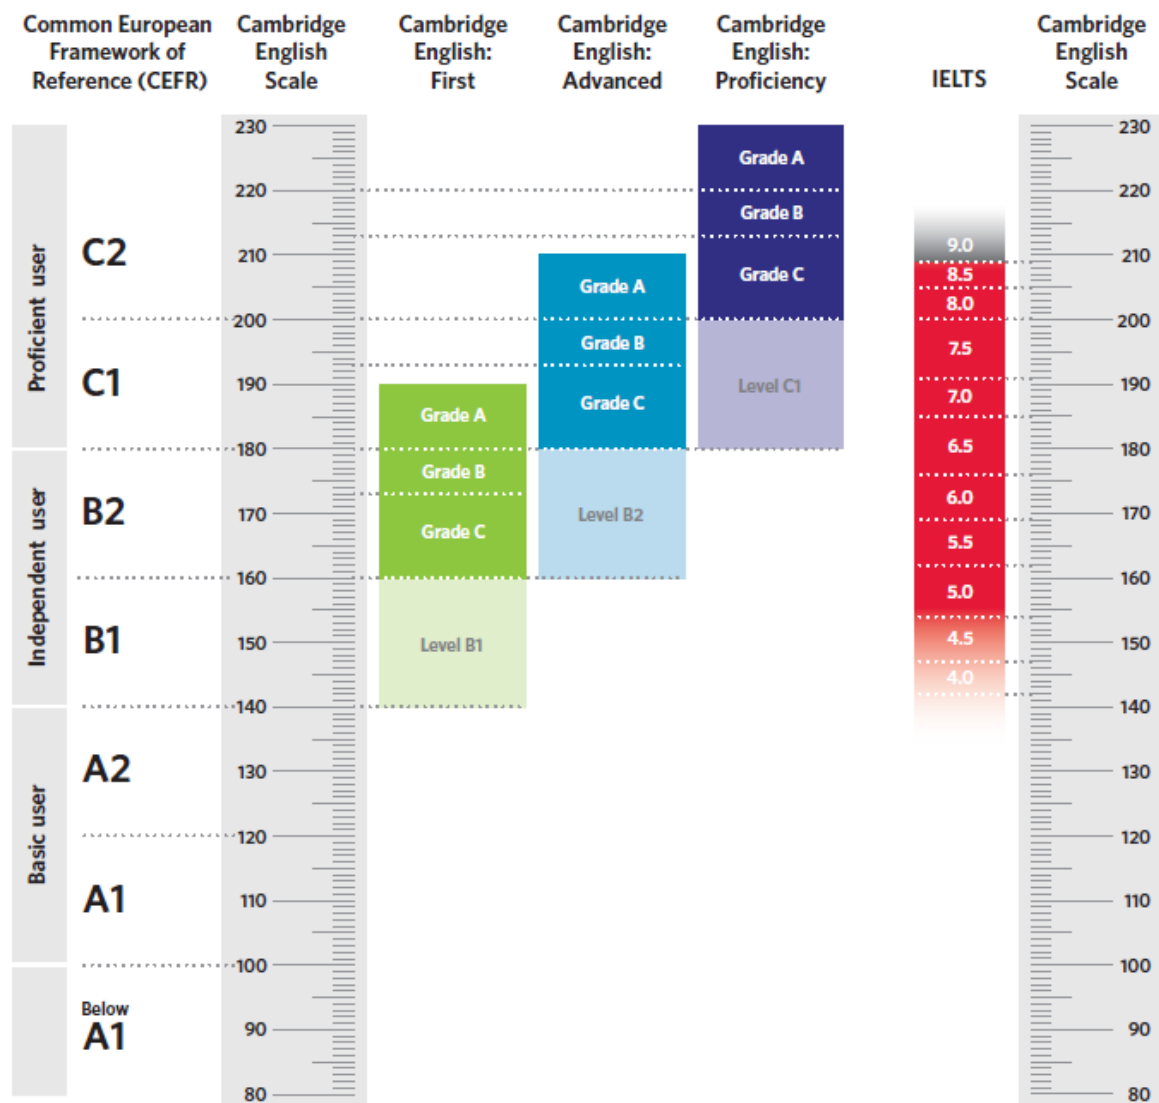 Common European
Framework of
Reference (CEFR)
Cambridge
English
Scale
Cambridge
English:
First
Cambridge
English:
Advanced
Cambridge
English:
Proficiency
IELTS
Cambridge
English
Scale
Proficient user
Independent user
Basic user
C2
C1
B2
B1
A2
A1
Below
A1
230
220
210
200
190
180
170
160
150
140
130
120
110
100
90
80
Grade A
Grade B
Grade C
Level B1
Grade A
Grade B
Grade C
Level B2
Grade A
Grade B
Grade C
Level C1
9.0
8.5
8.0
7.5
7.0
6.5
6.0
5.5
5.0
4.5
4.0
230
220
210
200
190
180
170
160
150
140
130
120
110
100
90
80